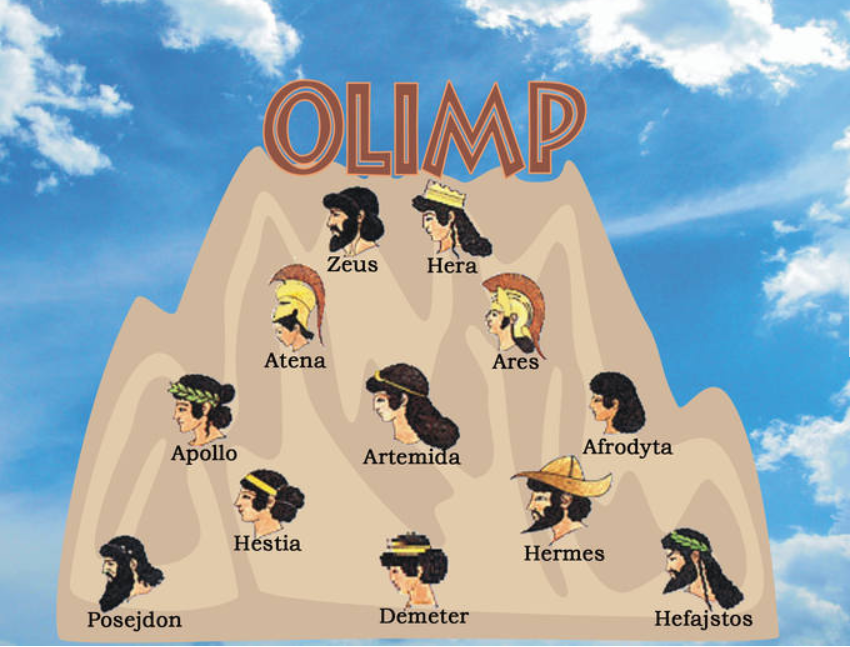 OLIMP
Zeus
Hera
Atena
Ares
Apollo
Artemida
Afrodyta
Hestia
Hermes
Posejdon
Demeter
Hefajstos